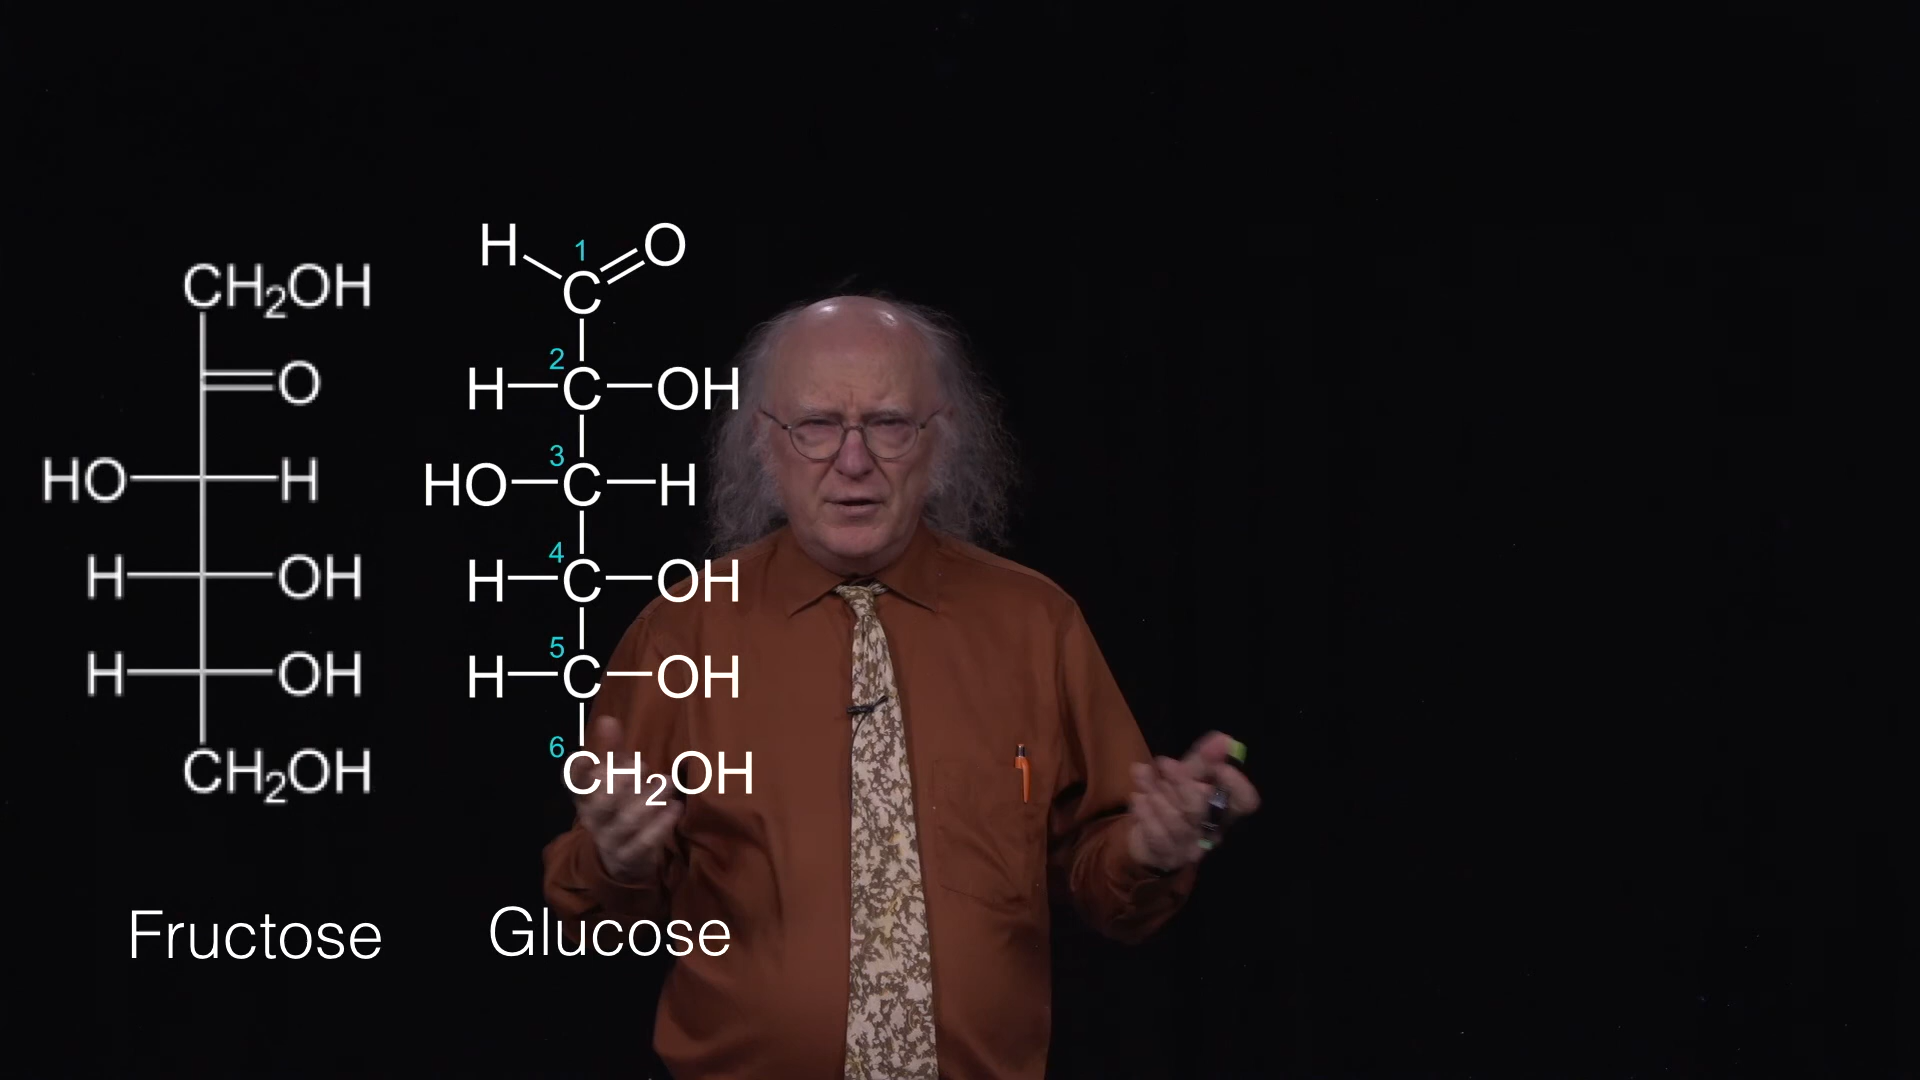 CH2OH
O
HO H
H OH
H OH
CH2OH
Fructose
H 1 O
C
2
H C OH
3
HO C H
4
H C OH
5
H C OH
6
CH2OH
Glucose